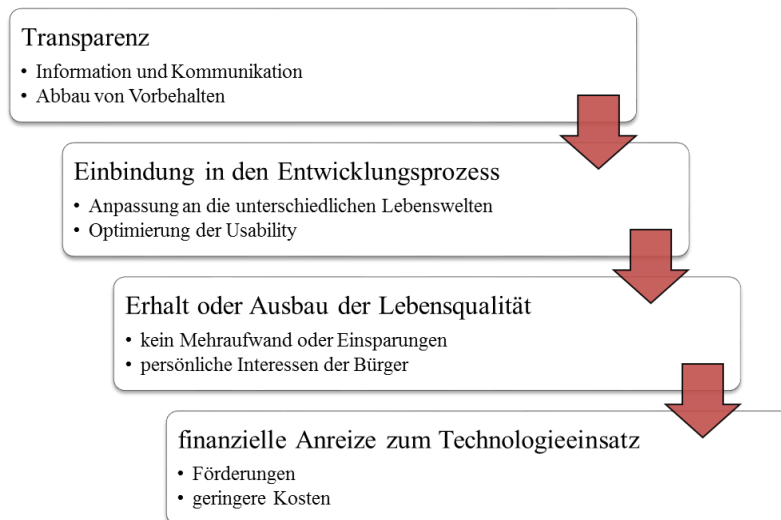 Transparenz
• Information und Kommunikation
• Abbau von Vorbehalten
Einbindung in den Entwicklungsprozess
• Anpassung an die unterschiedlichen Lebenswelten
• Optimierung der Usability
Erhalt oder Ausbau der Lebensqualität
• kein Mehraufwand oder Einsparungen
• persönliche Interessen der Bürger
finanzielle Anreize zum Technologieeinsatz
• Förderungen
• geringere Kosten